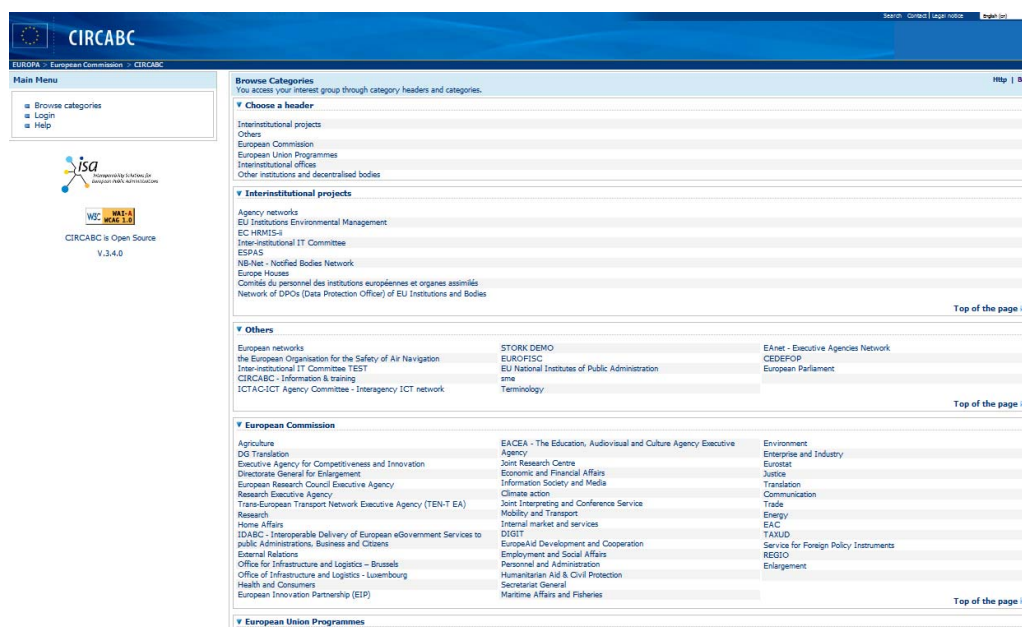 Search Contact | Legal notice English (en)
CIRCABC
EUROPA > European Commission > CIRCABC
Main Menu
Browse categories
Login
Help
isa
Interoperability Solutions for
European Public Administrations
W3C WAI-A
WCAG 1.0
CIRCABC is Open Source
V.3.4.0
Browse Categories
Http | B
You access your interest group through category headers and categories.
Choose a header
Interinstitutional projects
Others
European Commission
European Union Programmes
Interinstitutional offices
Other institutions and decentralised bodies
Interinstitutional projects
Agency networks
EU Institutions Environmental Management
EC HRMIS-ii
Inter-institutional IT Committee
ESPAS
NB-Net - Notified Bodies Network
Europe Houses
Comités du personnel des institutions européennes et organes assimilés
Network of DPOs (Data Protection Officer) of EU Institutions and Bodies
Top of the page
Others
European networks
the European Organisation for the Safety of Air Navigation
Inter-institutional IT Committee TEST
CIRCABC - Information & training
ICTAC-ICT Agency Committee - Interagency ICT network
STORK DEMO
EUROFISC
EU National Institutes of Public Administration
sme
Terminology
EAnet - Executive Agencies Network
CEDEFOP
European Parliament
Top of the page
European Commission
Agriculture
DG Translation
Executive Agency for Competitiveness and Innovation
Directorate General for Enlargement
European Research Council Executive Agency
Research Executive Agency
Trans-European Transport Network Executive Agency (TEN-T EA)
Research
Home Affairs
IDABC - Interoperable Delivery of European eGovernment Services to
public Administrations, Business and Citizens
External Relations
Office for Infrastructure and Logistics – Brussels
Office of Infrastructure and Logistics - Luxembourg
Health and Consumers
European Innovation Partnership (EIP)
EACEA - The Education, Audiovisual and Culture Agency Executive
Agency
Joint Research Centre
Economic and Financial Affairs
Information Society and Media
Climate action
Joint Interpreting and Conference Service
Mobility and Transport
Internal market and services
DIGIT
EuropeAid Development and Cooperation
Employment and Social Affairs
Personnel and Administration
Humanitarian Aid & Civil Protection
Secretariat General
Maritime Affairs and Fisheries
Environment
Enterprise and Industry
Eurostat
Justice
Translation
Communication
Trade
Energy
EAC
TAXUD
Service for Foreign Policy Instruments
REGIO
Enlargement
Top of the page
European Union Programmes